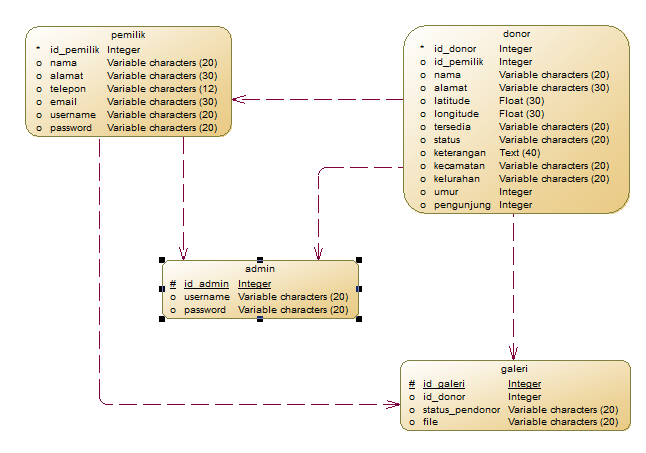 pemilik
* id_pemilik Integer
o nama Variable characters (20)
o alamat Variable characters (30)
o telepon Variable characters (12)
o email Variable characters (30)
o username Variable characters (20)
o password Variable characters (20)
donor
* id_donor Integer
o id_pemilik Integer
o nama Variable characters (20)
o alamat Variable characters (30)
o latitude Float (30)
o longitude Float (30)
o tersedia Variable characters (20)
o status Variable characters (20)
o keterangan Text (40)
o kecamatan Variable characters (20)
o kelurahan Variable characters (20)
o umur Integer
o pengunjung Integer
admin
# id_admin Integer
o username Variable characters (20)
o password Variable characters (20)
galeri
# id_galeri Integer
o id_donor Integer
o status_pendonor Variable characters (20)
o file Variable characters (20)